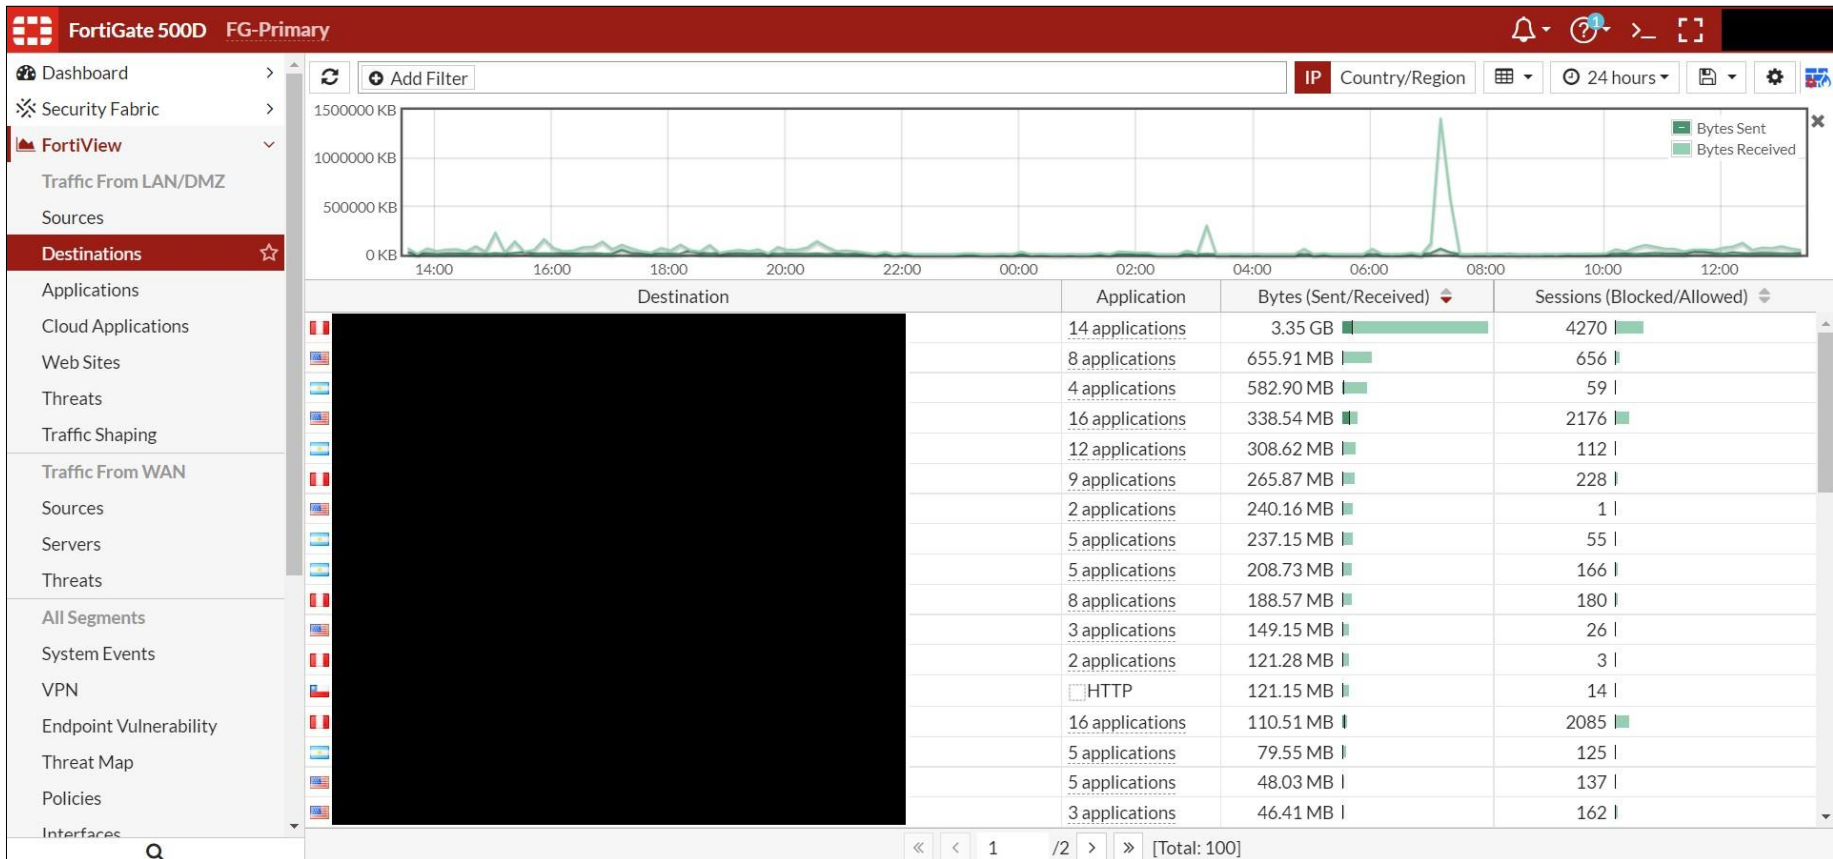 FortiGate 500D FG-Primary
1
Dashboard
Security Fabric
FortiView
Traffic From LAN/DMZ
Sources
Destinations
Applications
Cloud Applications
Web Sites
Threats
Traffic Shaping
Traffic From WAN
Sources
Servers
Threats
All Segments
System Events
VPN
Endpoint Vulnerability
Threat Map
Policies
Interfaces
Add Filter
IP Country/Region 24 hours
1500000 KB
1000000 KB
500000 KB
0 KB
Bytes Sent
Bytes Received
14:00 16:00 18:00 20:00 22:00 00:00 02:00 04:00 06:00 08:00 10:00 12:00
Destination Application Bytes (Sent/Received) Sessions (Blocked/Allowed)
14 applications 3.35 GB 4270
8 applications 655.91 MB 656
4 applications 582.90 MB 59
16 applications 338.54 MB 2176
12 applications 308.62 MB 112
9 applications 265.87 MB 228
2 applications 240.16 MB 1
5 applications 237.15 MB 55
5 applications 208.73 MB 166
8 applications 188.57 MB 180
3 applications 149.15 MB 26
2 applications 121.28 MB 3
HTTP 121.15 MB 14
16 applications 110.51 MB 2085
5 applications 79.55 MB 125
5 applications 48.03 MB 137
3 applications 46.41 MB 162
« < 1 /2 > » [Total: 100]